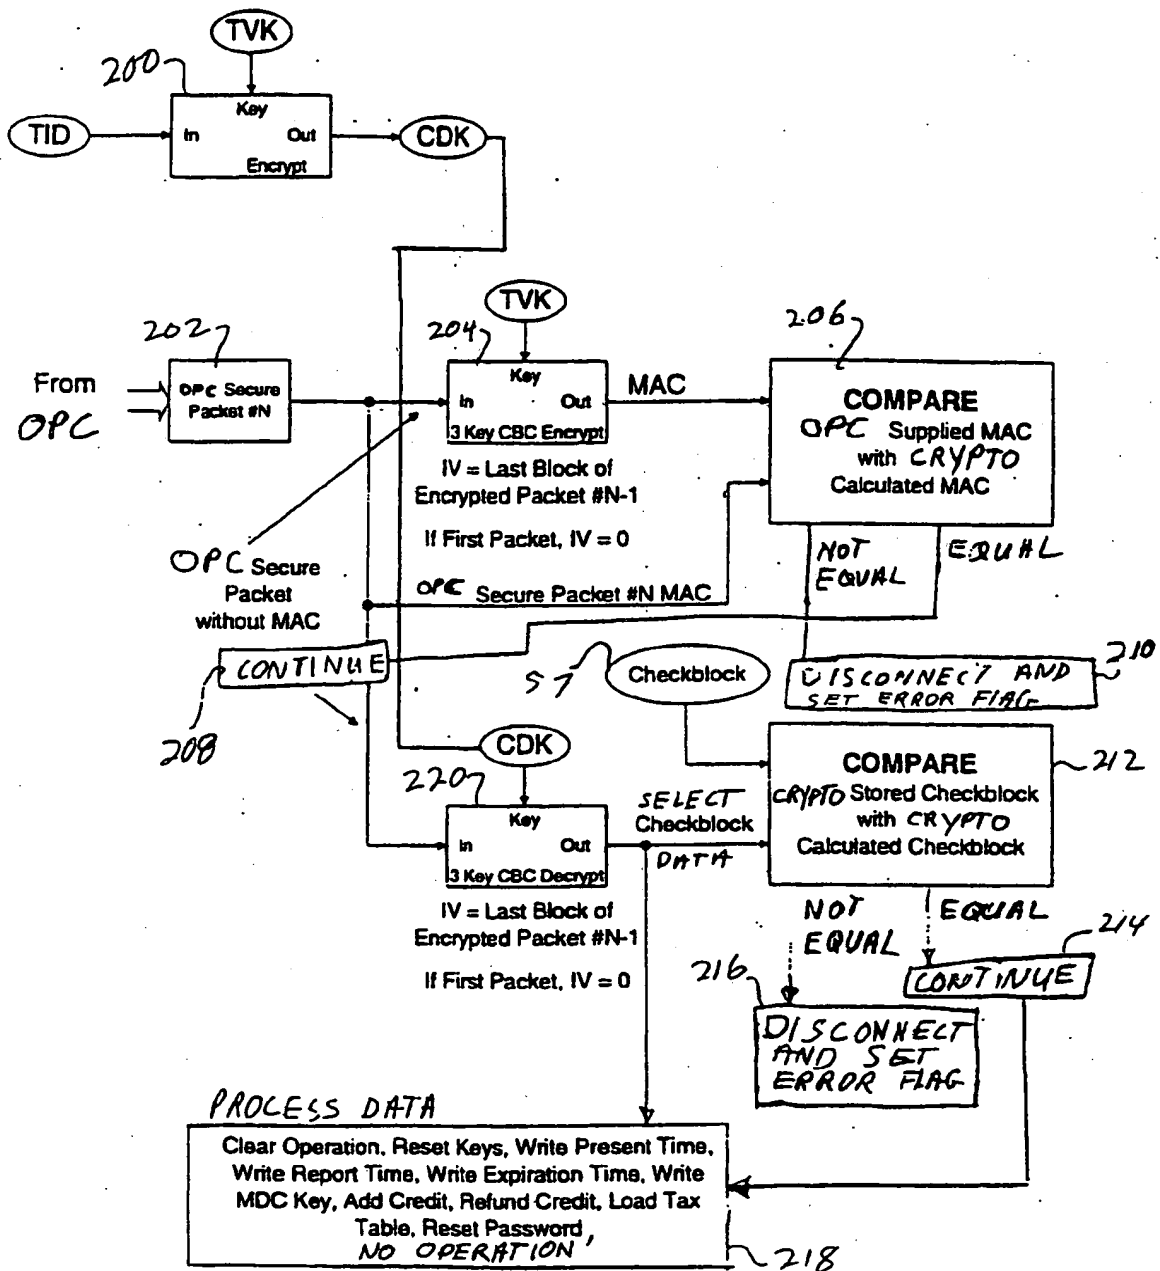 TVK
200
Key
TID
In
Out
CDK
Encrypt
TVK
202
204
206
From
OPC
OPC Secure
Packet #N
Key
In
Out
3 Key CBC Encrypt
MAC
COMPARE
OPC Supplied MAC
with CRYPTO
Calculated MAC
IV = Last Block of
Encrypted Packet #N-1
If First Packet, IV = 0
NOT
EQUAL
EQUAL
OPC Secure
Packet
without MAC
OPC Secure Packet #N MAC
CONTINUE
208
57
Checkblock
DISCONNECT AND
SET ERROR FLAG
210
CDK
220
Key
In
Out
3 Key CBC Decrypt
SELECT
Checkblock
DATA
COMPARE
CRYPTO Stored Checkblock
with CRYPTO
Calculated Checkblock
212
IV = Last Block of
Encrypted Packet #N-1
If First Packet, IV = 0
NOT
EQUAL
EQUAL
214
CONTINUE
216
DISCONNECT
AND SET
ERROR FLAG
PROCESS DATA
Clear Operation, Reset Keys, Write Present Time,
Write Report Time, Write Expiration Time, Write
MDC Key, Add Credit, Refund Credit, Load Tax
Table, Reset Password,
NO OPERATION
218